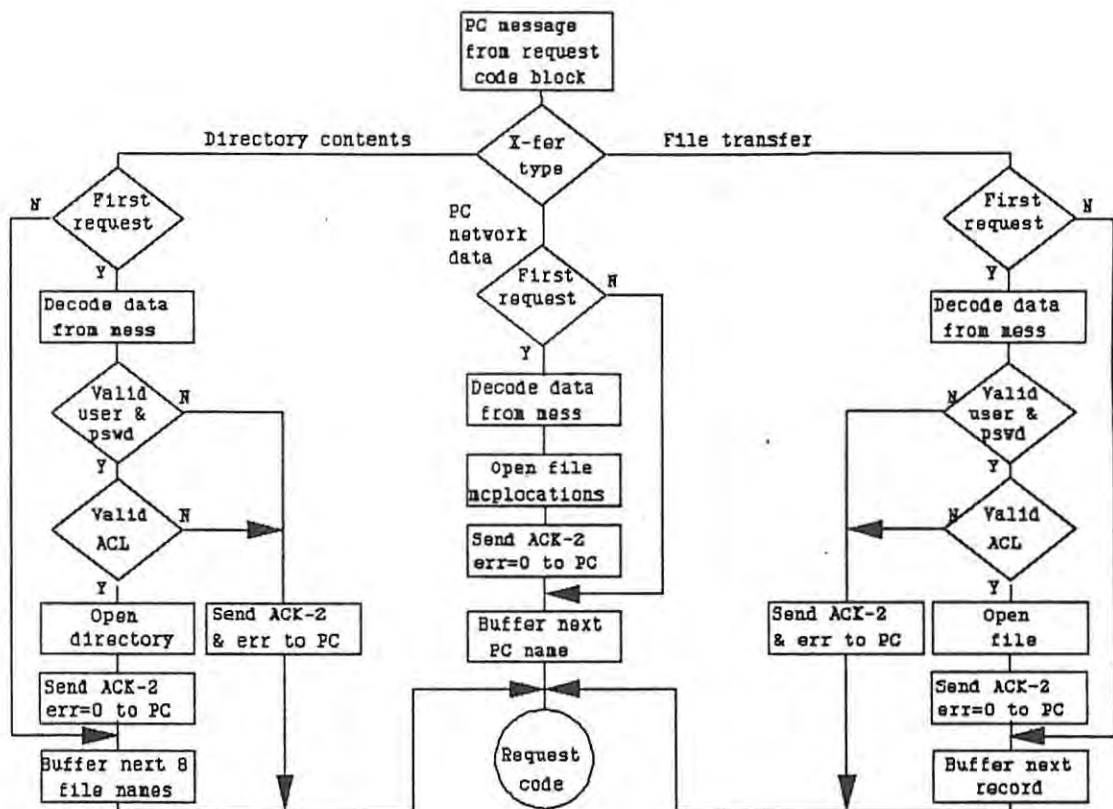 PC message
from request
code block
Directory contents
X-fer
type
File transfer
N
First
request
Y
PC
network
data
First
request
N
Y
First
request
N
Y
Decode data
from mess
Decode data
from mess
Decode data
from mess
Valid
user &
pswd
N
Y
Valid
user &
pswd
N
Y
Open file
mcplocations
Valid
ACL
N
Y
Valid
ACL
N
Y
Send ACK-2
err=0 to PC
Open
directory
Send ACK-2
& err to PC
Buffer next
PC name
Send ACK-2
& err to PC
Open
file
Send ACK-2
err=0 to PC
Send ACK-2
err=0 to PC
Buffer next 8
file names
Request
code
Buffer next
record